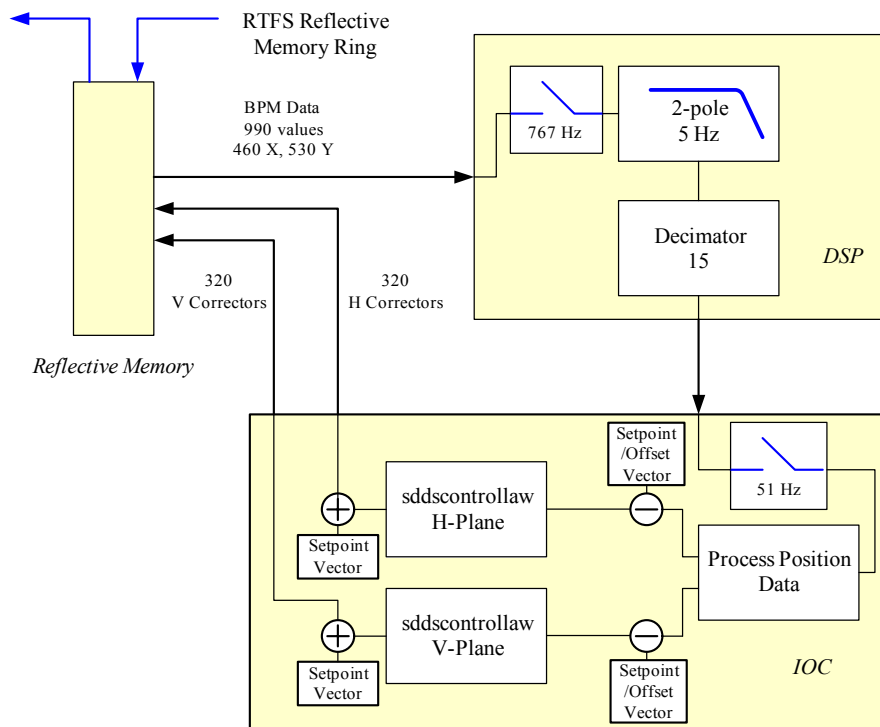 RTFS Reflective
Memory Ring
BPM Data
990 values
460 X, 530 Y
767 Hz
2-pole
5 Hz
Decimator
15
DSP
320
V Correctors
320
H Correctors
Reflective Memory
Setpoint
/Offset
Vector
51 Hz
sddscontrollaw
H-Plane
Setpoint
Vector
Process Position
Data
sddscontrollaw
V-Plane
Setpoint
Vector
Setpoint
/Offset
Vector
IOC